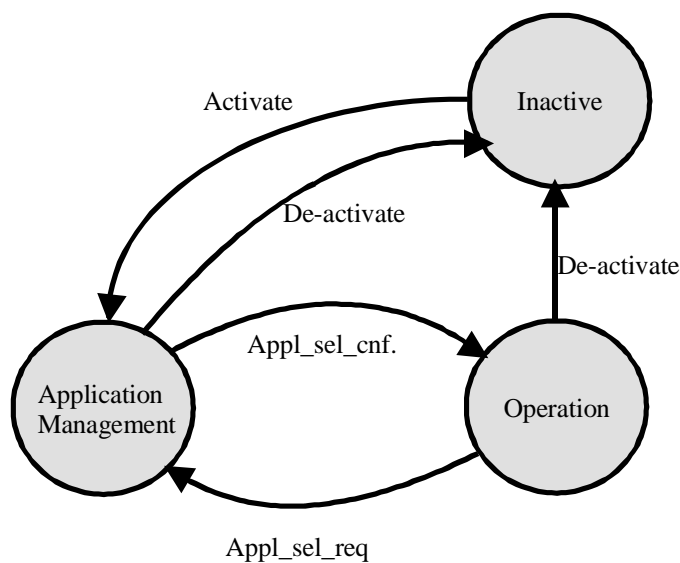 Activate
Inactive
De-activate
De-activate
Appl_sel_cnf.
Application
Management
Operation
Appl_sel_req